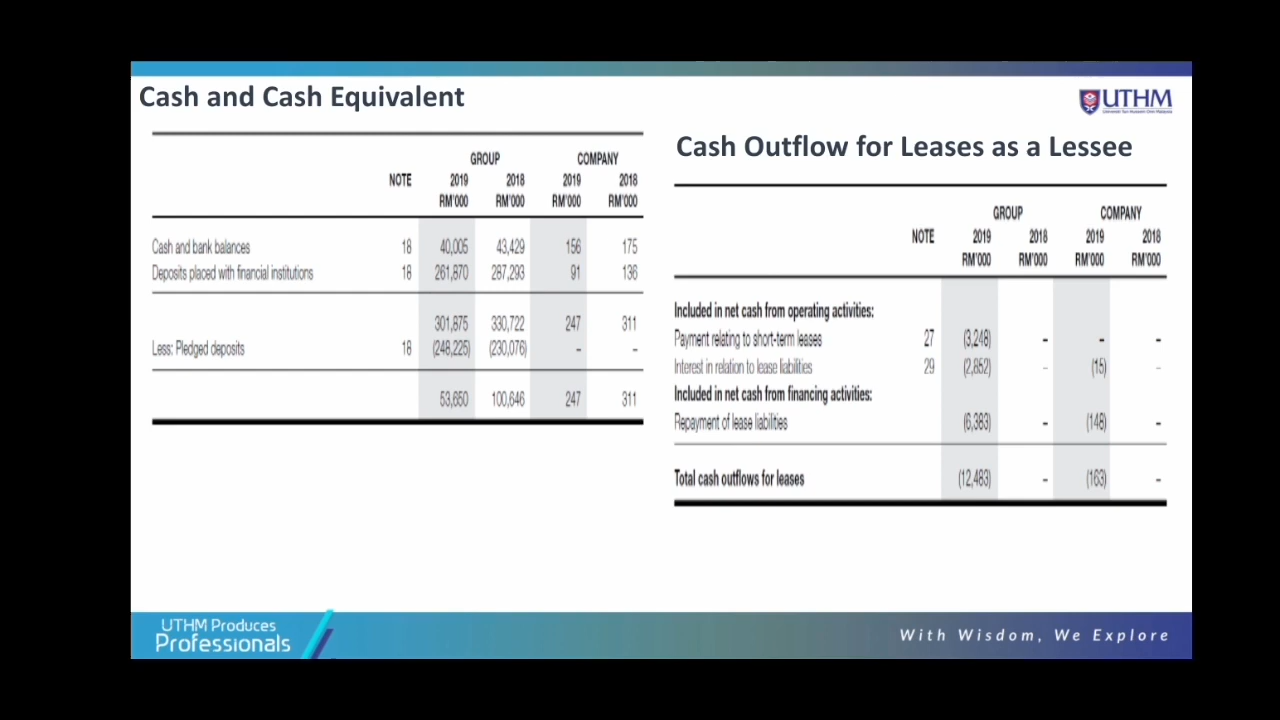 Cash and Cash Equivalent
GROUP COMPANY
NOTE 2019 2018 2019 2018
RM'000 RM'000 RM'000 RM'000
Cash and bank balances 18 40,005 43,429 156 175
Deposits placed with financial institutions 18 261,870 287,293 91 136
301,875 330,722 247 311
Less: Pledged deposits 18 (248,225) (230,076) - -
53,650 100,646 247 311
UTHM
Cash Outflow for Leases as a Lessee
GROUP COMPANY
NOTE 2019 2018 2019 2018
RM'000 RM'000 RM'000 RM'000
Included in net cash from operating activities:
Payment relating to short-term leases 27 (3,248) - - -
Interest in relation to lease liabilities 29 (2,852) - (15) -
Included in net cash from financing activities:
Repayment of lease liabilities (6,383) - (148) -
Total cash outflows for leases (12,483) - (163) -
UTHM Produces
Professionals
With Wisdom, We Explore